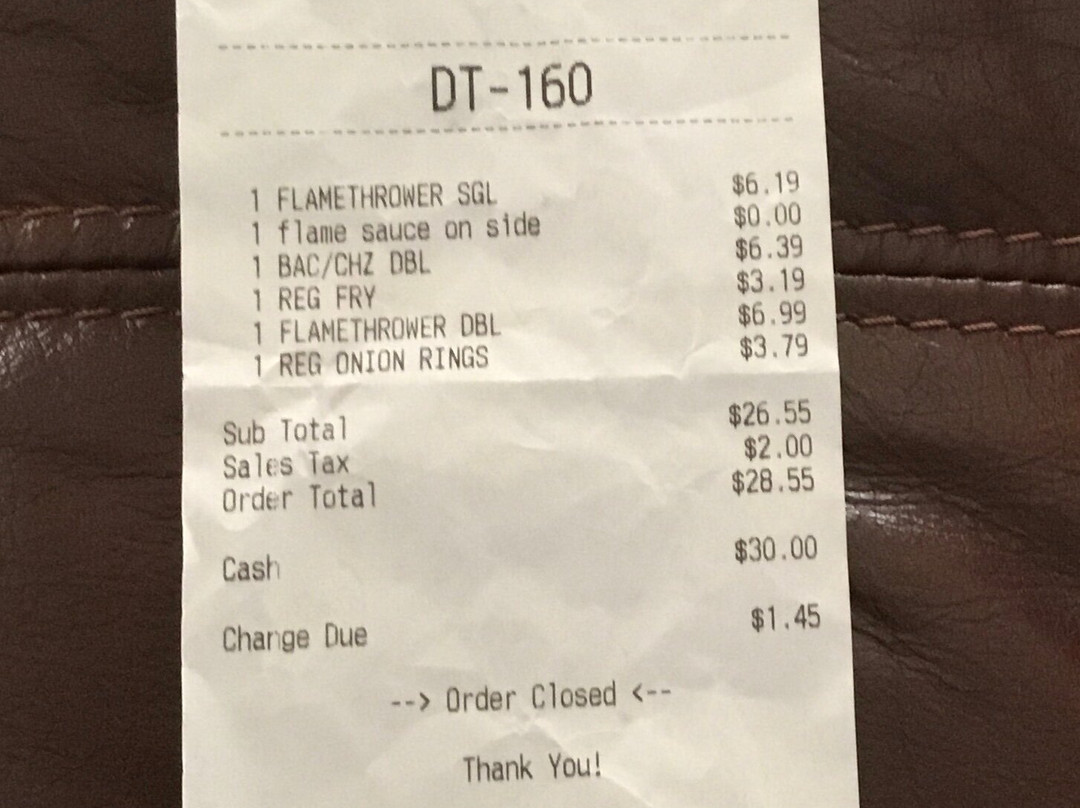 DT-160
1 FLAMETHROWER SGL $6.19
1 flame sauce on side $0.00
1 BAC/CHZ DBL $6.39
1 REG FRY $3.19
1 FLAMETHROWER DBL $6.99
1 REG ONION RINGS $3.79
Sub Total $26.55
Sales Tax $2.00
Order Total $28.55
Cash $30.00
Change Due $1.45
--> Order Closed <--
Thank You!